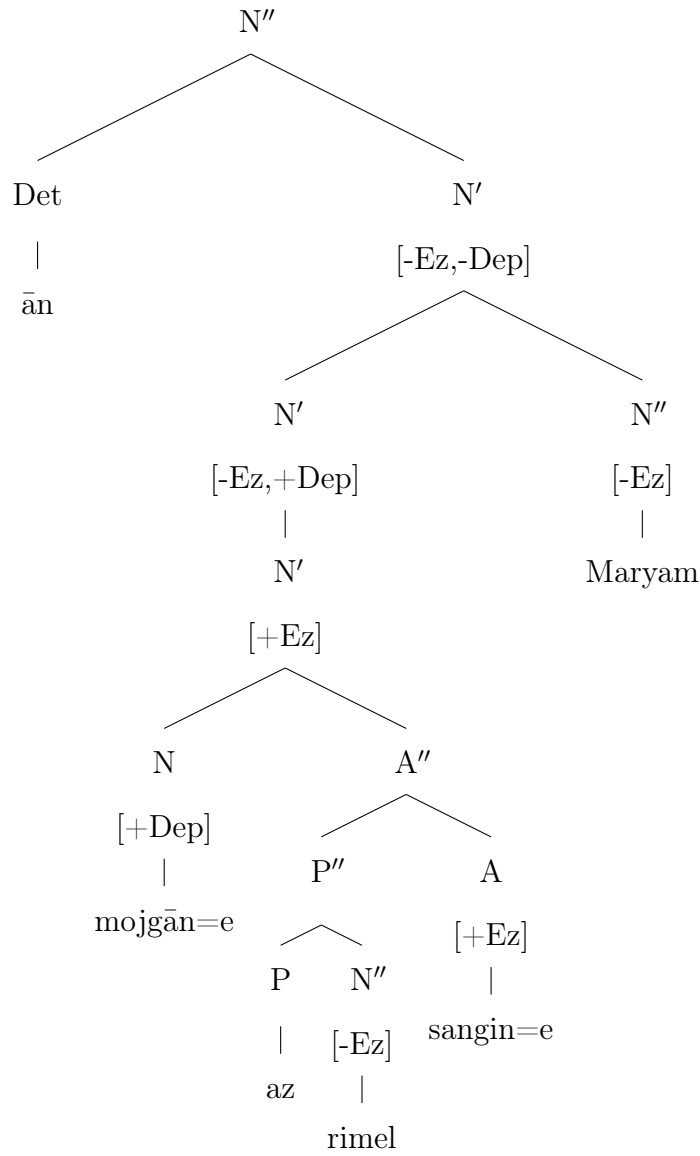 N″
Det N′
[-Ez,-Dep]
ān
N′ N″
[-Ez,+Dep] [-Ez]
N′ Maryam
[+Ez]
N A″
[+Dep]
P″ A
mojgān=e [+Ez]
P N″
sangin=e
[-Ez]
az
rimel